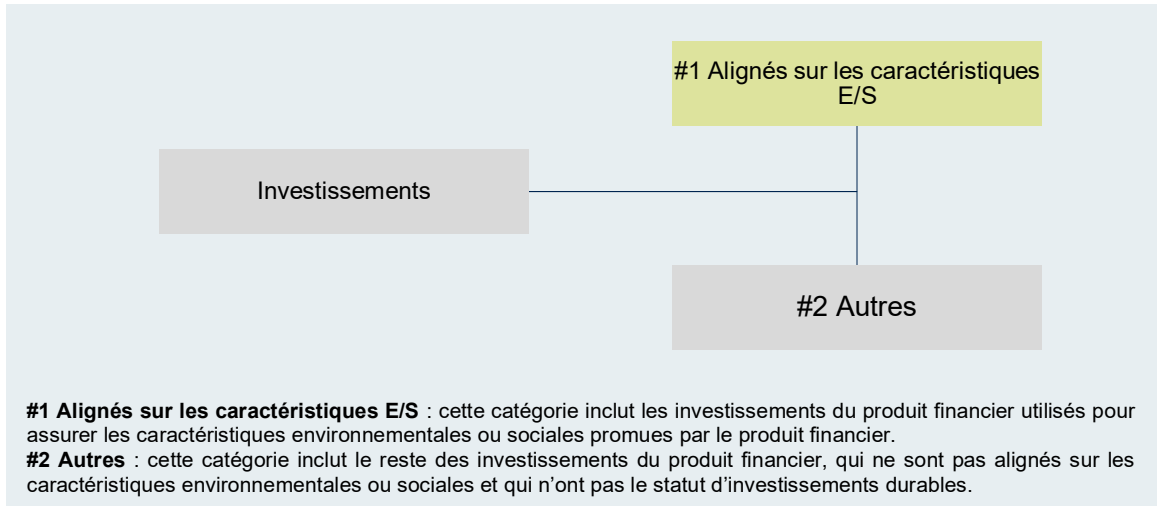 #1 Alignés sur les caractéristiques
E/S
Investissements
#2 Autres
#1 Alignés sur les caractéristiques E/S : cette catégorie inclut les investissements du produit financier utilisés pour
assurer les caractéristiques environnementales ou sociales promues par le produit financier.
#2 Autres : cette catégorie inclut le reste des investissements du produit financier, qui ne sont pas alignés sur les
caractéristiques environnementales ou sociales et qui n’ont pas le statut d’investissements durables.